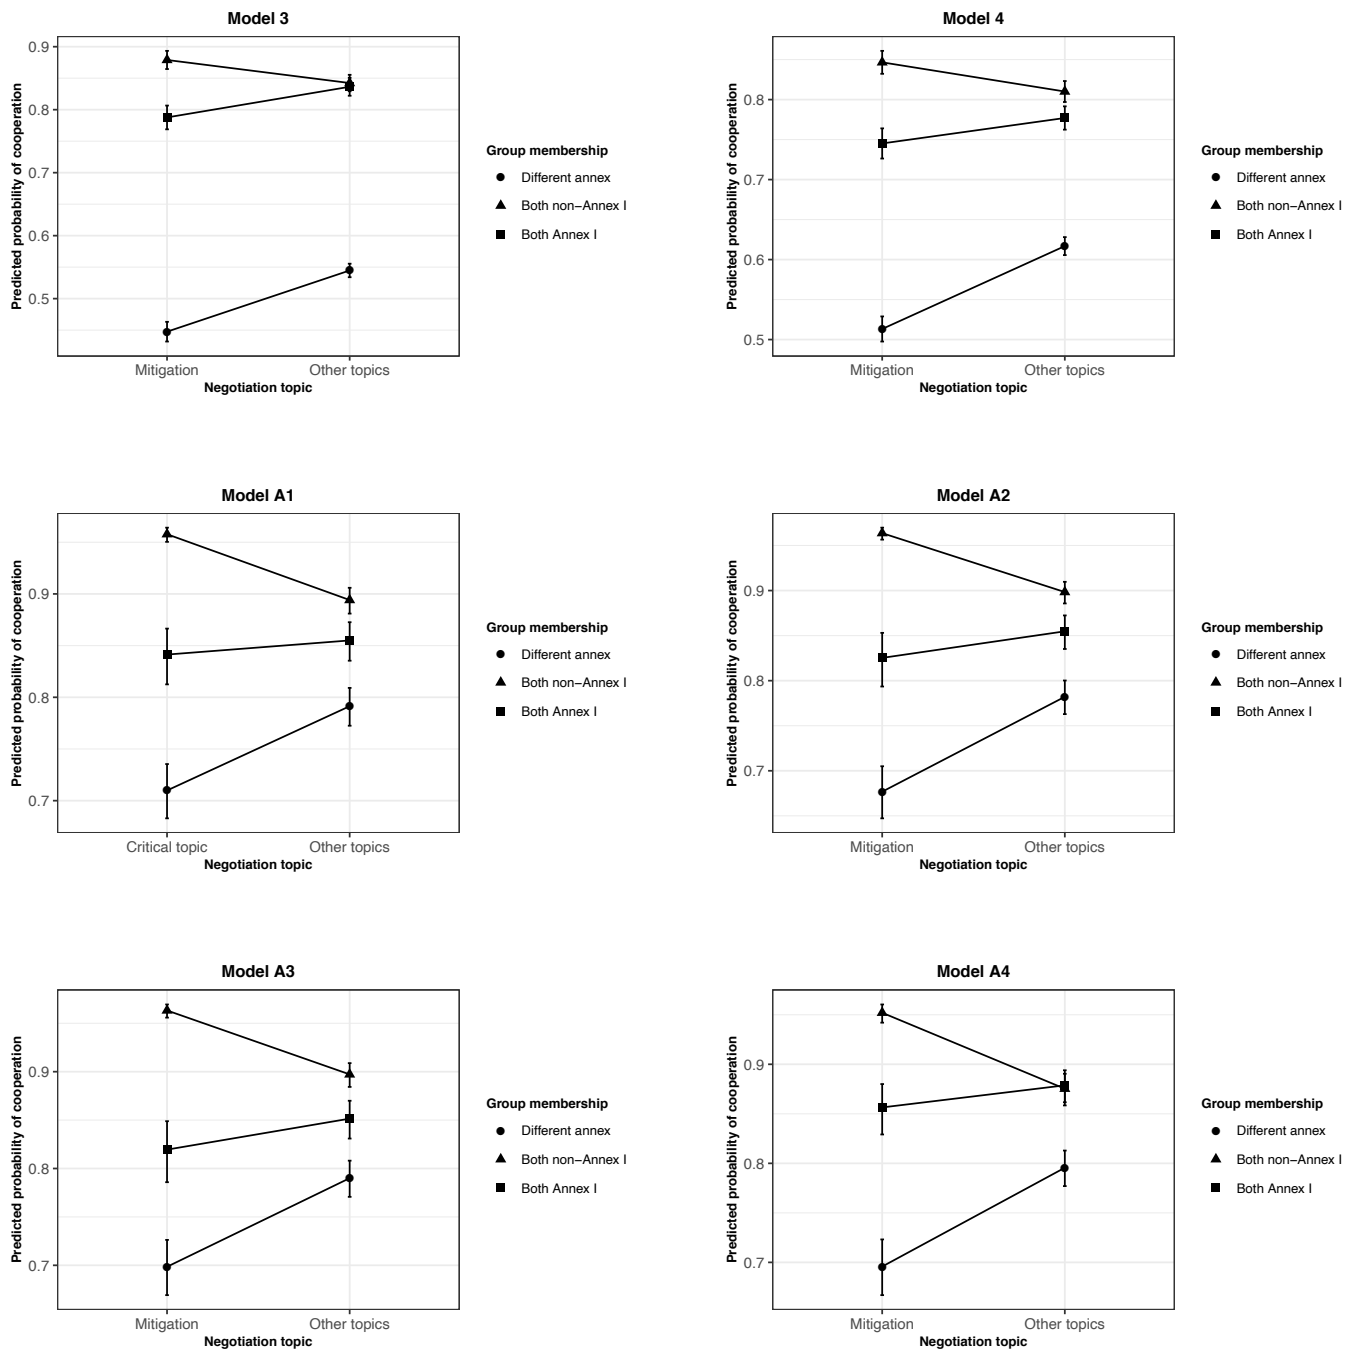 Model 3
Predicted probability of cooperation
0.9
0.8
0.7
0.6
0.5
Mitigation Other topics
Negotiation topic
Group membership
Different annex
Both non−Annex I
Both Annex I
Model 4
Predicted probability of cooperation
0.8
0.7
0.6
0.5
Mitigation Other topics
Negotiation topic
Group membership
Different annex
Both non−Annex I
Both Annex I
Model A1
Predicted probability of cooperation
0.9
0.8
0.7
Critical topic Other topics
Negotiation topic
Group membership
Different annex
Both non−Annex I
Both Annex I
Model A2
Predicted probability of cooperation
0.9
0.8
0.7
Mitigation Other topics
Negotiation topic
Group membership
Different annex
Both non−Annex I
Both Annex I
Model A3
Predicted probability of cooperation
0.9
0.8
0.7
Mitigation Other topics
Negotiation topic
Group membership
Different annex
Both non−Annex I
Both Annex I
Model A4
Predicted probability of cooperation
0.9
0.8
0.7
Mitigation Other topics
Negotiation topic
Group membership
Different annex
Both non−Annex I
Both Annex I